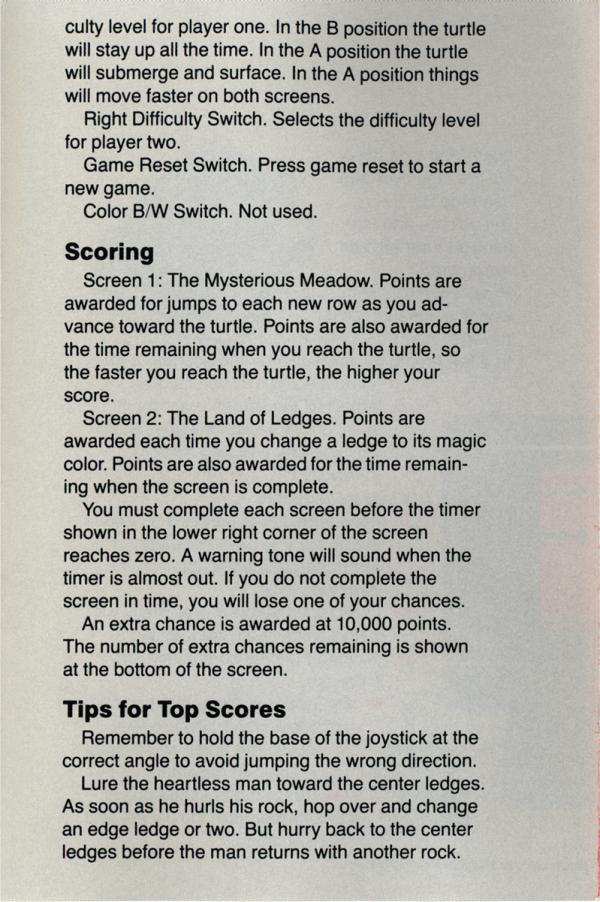 culty level for player one. In the B position the turtle
will stay up all the time. In the A position the turtle
will submerge and surface. In the A position things
will move faster on both screens.
Right Difficulty Switch. Selects the difficulty level
for player two.
Game Reset Switch. Press game reset to start a
new game.
Color B/W Switch. Not used.
Scoring
Screen 1: The Mysterious Meadow. Points are
awarded for jumps to each new row as you ad-
vance toward the turtle. Points are also awarded for
the time remaining when you reach the turtle, so
the faster you reach the turtle, the higher your
score.
Screen 2: The Land of Ledges. Points are
awarded each time you change a ledge to its magic
color. Points are also awarded for the time remain-
ing when the screen is complete.
You must complete each screen before the timer
shown in the lower right corner of the screen
reaches zero. A warning tone will sound when the
timer is almost out. If you do not complete the
screen in time, you will lose one of your chances.
An extra chance is awarded at 10,000 points.
The number of extra chances remaining is shown
at the bottom of the screen.
Tips for Top Scores
Remember to hold the base of the joystick at the
correct angle to avoid jumping the wrong direction.
Lure the heartless man toward the center ledges.
As soon as he hurls his rock, hop over and change
an edge ledge or two. But hurry back to the center
ledges before the man returns with another rock.